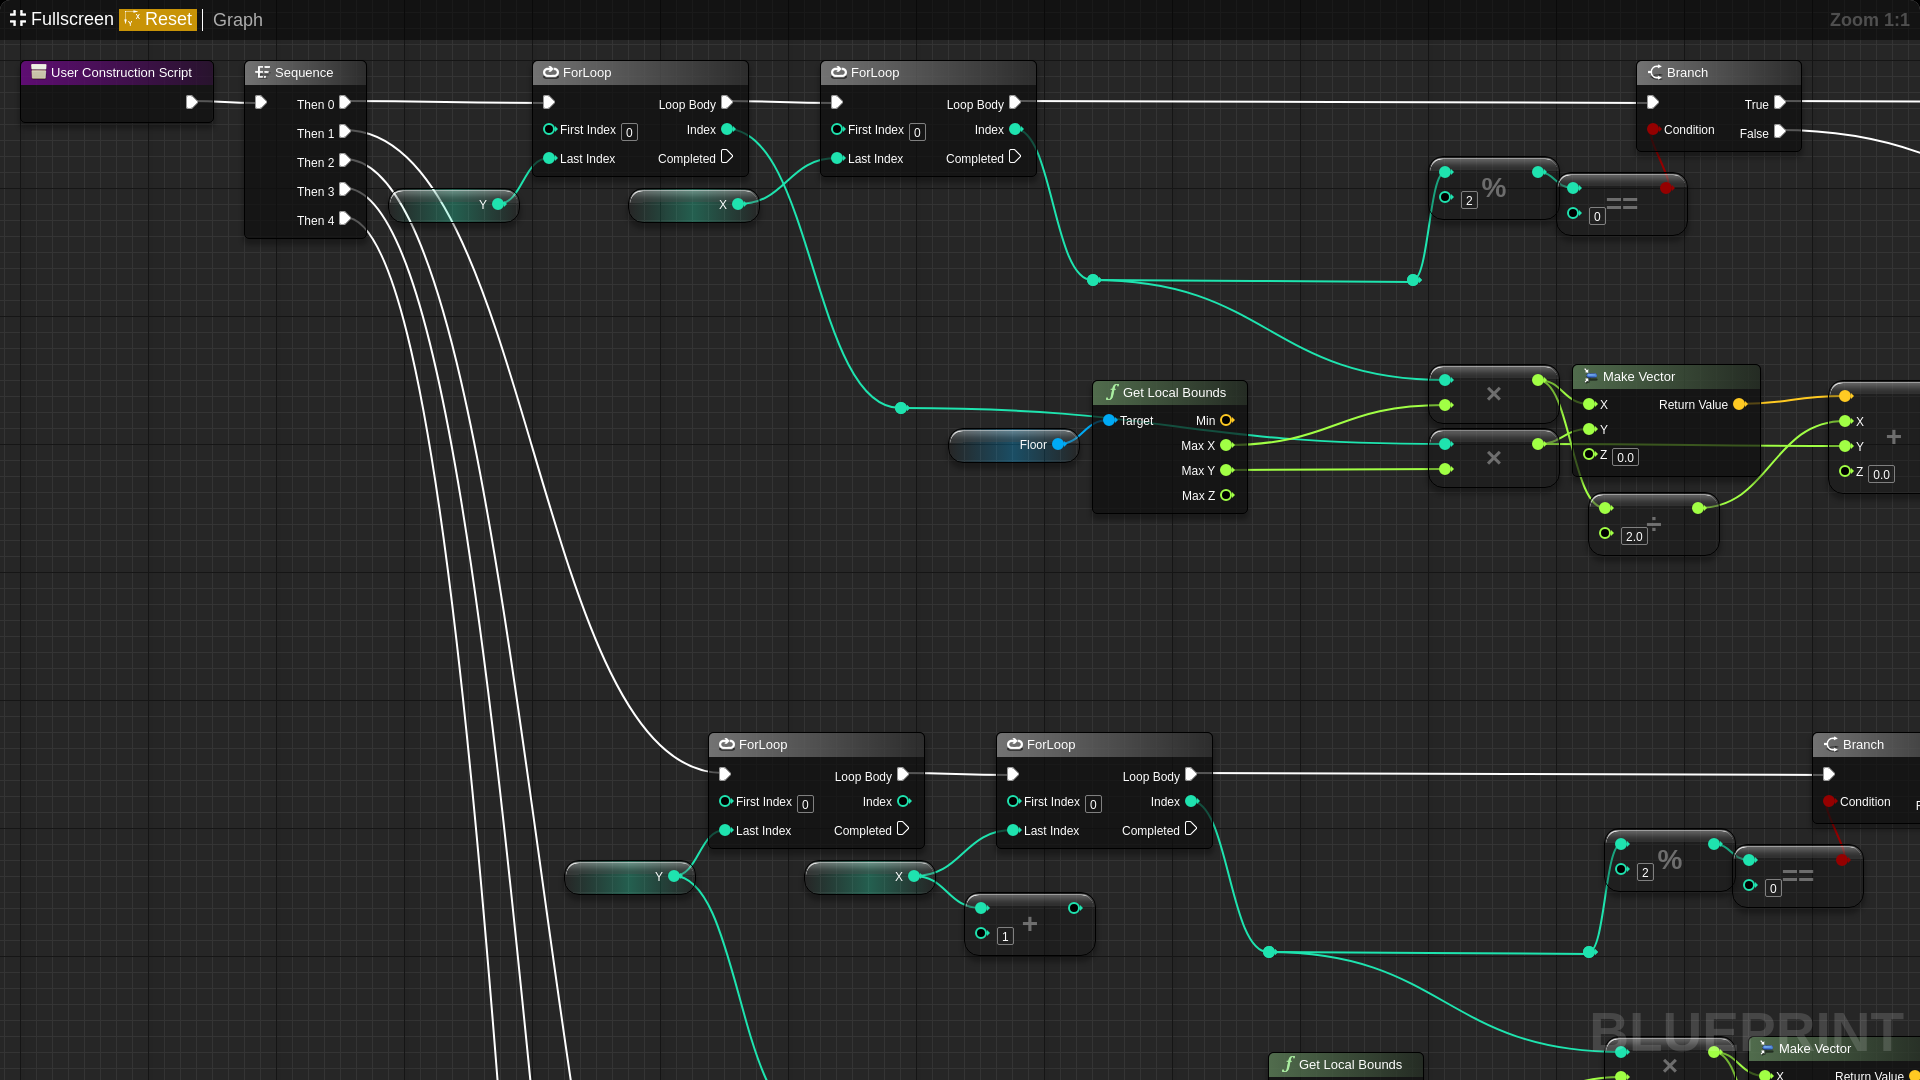 Fullscreen Reset Graph Zoom 1:1
User Construction Script
Sequence
Then 0
Then 1
Then 2
Then 3
Then 4
ForLoop
Loop Body
First Index 0 Index
Last Index Completed
ForLoop
Loop Body
First Index 0 Index
Last Index Completed
Y
X
Branch
True
Condition
False
2 %
0 ==
Get Local Bounds
Target Min
Max X
Max Y
Max Z
Floor
×
×
Make Vector
X Return Value
Y
Z 0.0
X
Y +
Z 0.0
2.0 ÷
ForLoop
Loop Body
First Index 0 Index
Last Index Completed
ForLoop
Loop Body
First Index 0 Index
Last Index Completed
Y
X
1 +
Branch
Condition
F
2 %
0 ==
BLUEPRINT
Get Local Bounds
×
Make Vector
X Return Value